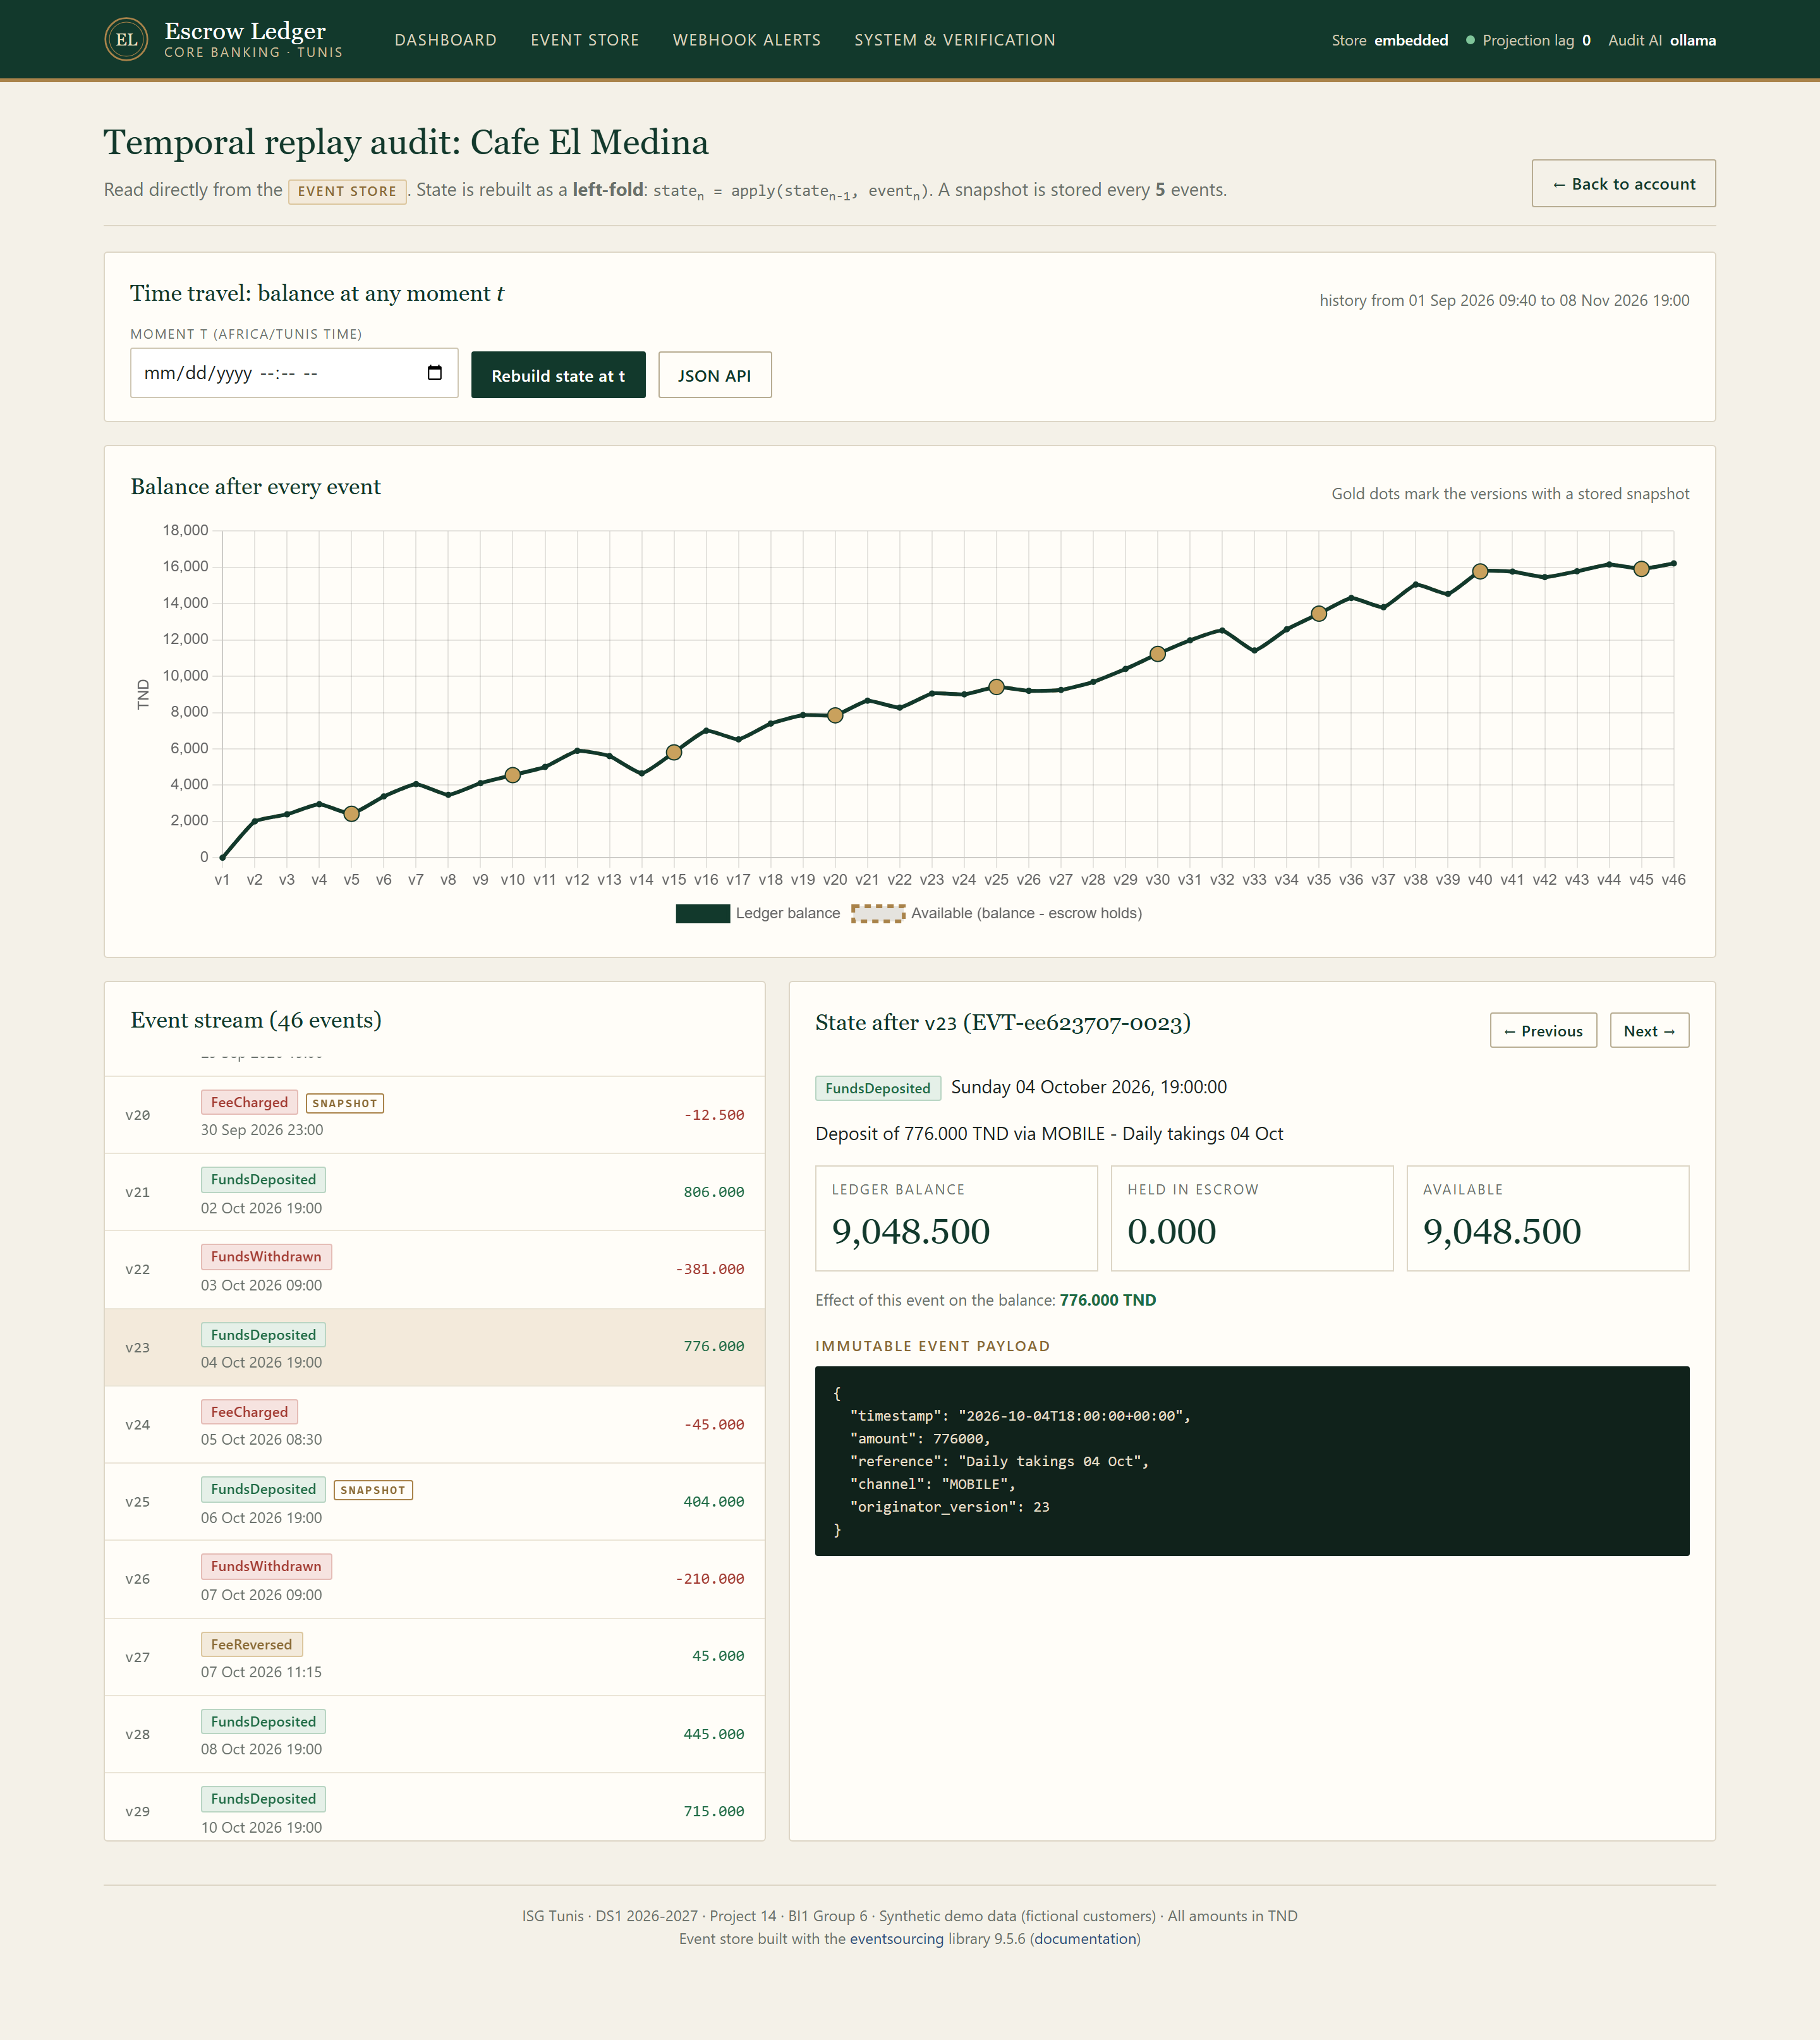 EL
Escrow Ledger
CORE BANKING · TUNIS
DASHBOARD EVENT STORE WEBHOOK ALERTS SYSTEM & VERIFICATION
Store embedded Projection lag 0 Audit AI ollama
Temporal replay audit: Cafe El Medina
Read directly from the EVENT STORE. State is rebuilt as a left-fold: state_n = apply(state_n-1, event_n). A snapshot is stored every 5 events.
← Back to account
Time travel: balance at any moment t
history from 01 Sep 2026 09:40 to 08 Nov 2026 19:00
MOMENT T (AFRICA/TUNIS TIME)
mm/dd/yyyy --:-- --
Rebuild state at t
JSON API
Balance after every event
Gold dots mark the versions with a stored snapshot
TND
18,000
16,000
14,000
12,000
10,000
8,000
6,000
4,000
2,000
0
v1 v2 v3 v4 v5 v6 v7 v8 v9 v10 v11 v12 v13 v14 v15 v16 v17 v18 v19 v20 v21 v22 v23 v24 v25 v26 v27 v28 v29 v30 v31 v32 v33 v34 v35 v36 v37 v38 v39 v40 v41 v42 v43 v44 v45 v46
Ledger balance Available (balance - escrow holds)
Event stream (46 events)
v20 FeeCharged SNAPSHOT -12.500
30 Sep 2026 23:00
v21 FundsDeposited 806.000
02 Oct 2026 19:00
v22 FundsWithdrawn -381.000
03 Oct 2026 09:00
v23 FundsDeposited 776.000
04 Oct 2026 19:00
v24 FeeCharged -45.000
05 Oct 2026 08:30
v25 FundsDeposited SNAPSHOT 404.000
06 Oct 2026 19:00
v26 FundsWithdrawn -210.000
07 Oct 2026 09:00
v27 FeeReversed 45.000
07 Oct 2026 11:15
v28 FundsDeposited 445.000
08 Oct 2026 19:00
v29 FundsDeposited 715.000
10 Oct 2026 19:00
State after v23 (EVT-ee623707-0023)
← Previous
Next →
FundsDeposited Sunday 04 October 2026, 19:00:00
Deposit of 776.000 TND via MOBILE - Daily takings 04 Oct
LEDGER BALANCE
9,048.500
HELD IN ESCROW
0.000
AVAILABLE
9,048.500
Effect of this event on the balance: 776.000 TND
IMMUTABLE EVENT PAYLOAD
{
"timestamp": "2026-10-04T18:00:00+00:00",
"amount": 776000,
"reference": "Daily takings 04 Oct",
"channel": "MOBILE",
"originator_version": 23
}
ISG Tunis · DS1 2026-2027 · Project 14 · BI1 Group 6 · Synthetic demo data (fictional customers) · All amounts in TND
Event store built with the eventsourcing library 9.5.6 (documentation)